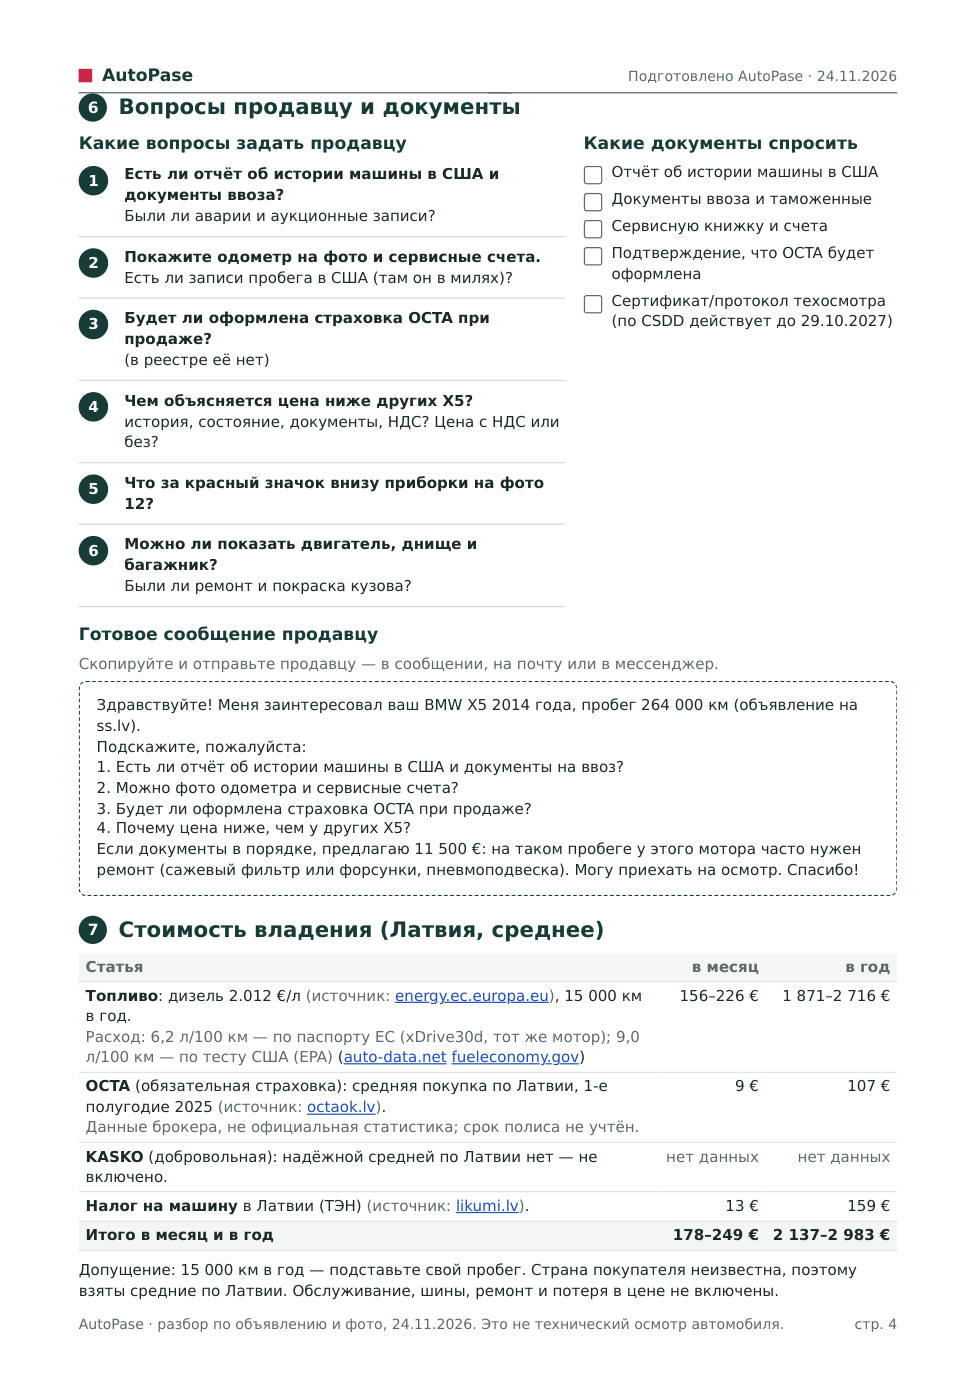 AutoPase
Подготовлено AutoPase · 24.11.2026
6 Вопросы продавцу и документы
Какие вопросы задать продавцу
1 Есть ли отчёт об истории машины в США и
документы ввоза?
Были ли аварии и аукционные записи?
2 Покажите одометр на фото и сервисные счета.
Есть ли записи пробега в США (там он в милях)?
3 Будет ли оформлена страховка ОСТА при
продаже?
(в реестре её нет)
4 Чем объясняется цена ниже других X5?
история, состояние, документы, НДС? Цена с НДС или
без?
5 Что за красный значок внизу приборки на фото
12?
6 Можно ли показать двигатель, днище и
багажник?
Были ли ремонт и покраска кузова?
Какие документы спросить
Отчёт об истории машины в США
Документы ввоза и таможенные
Сервисную книжку и счета
Подтверждение, что ОСТА будет
оформлена
Сертификат/протокол техосмотра
(по CSDD действует до 29.10.2027)
Готовое сообщение продавцу
Скопируйте и отправьте продавцу — в сообщении, на почту или в мессенджер.
Здравствуйте! Меня заинтересовал ваш BMW X5 2014 года, пробег 264 000 км (объявление на
ss.lv).
Подскажите, пожалуйста:
1. Есть ли отчёт об истории машины в США и документы на ввоз?
2. Можно фото одометра и сервисные счета?
3. Будет ли оформлена страховка ОСТА при продаже?
4. Почему цена ниже, чем у других X5?
Если документы в порядке, предлагаю 11 500 €: на таком пробеге у этого мотора часто нужен
ремонт (сажевый фильтр или форсунки, пневмоподвеска). Могу приехать на осмотр. Спасибо!
7 Стоимость владения (Латвия, среднее)
Статья в месяц в год
Топливо: дизель 2.012 €/л (источник: energy.ec.europa.eu), 15 000 км 156–226 € 1 871–2 716 €
в год.
Расход: 6,2 л/100 км — по паспорту ЕС (xDrive30d, тот же мотор); 9,0
л/100 км — по тесту США (EPA) (auto-data.net fueleconomy.gov)
ОСТА (обязательная страховка): средняя покупка по Латвии, 1-е 9 € 107 €
полугодие 2025 (источник: octaok.lv).
Данные брокера, не официальная статистика; срок полиса не учтён.
KASKO (добровольная): надёжной средней по Латвии нет — не нет данных нет данных
включено.
Налог на машину в Латвии (ТЭН) (источник: likumi.lv). 13 € 159 €
Итого в месяц и в год 178–249 € 2 137–2 983 €
Допущение: 15 000 км в год — подставьте свой пробег. Страна покупателя неизвестна, поэтому
взяты средние по Латвии. Обслуживание, шины, ремонт и потеря в цене не включены.
AutoPase · разбор по объявлению и фото, 24.11.2026. Это не технический осмотр автомобиля.
стр. 4